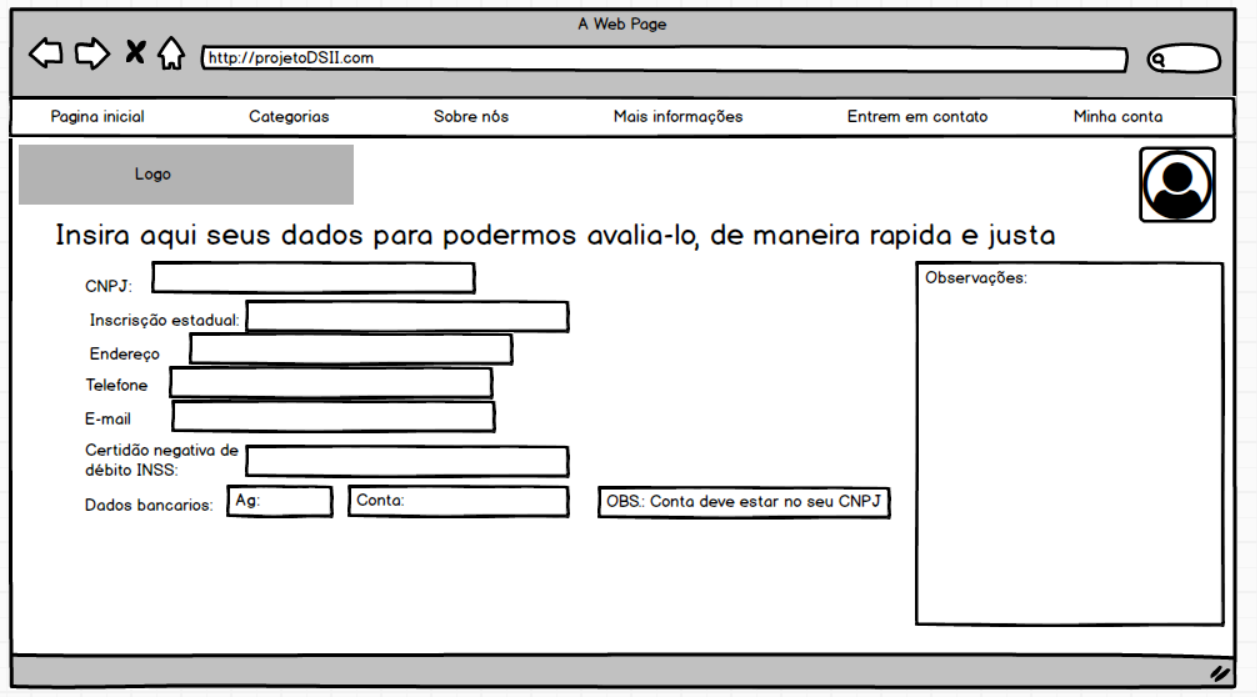 A Web Page
http://projetoDSII.com
Pagina inicial Categorias Sobre nós Mais informações Entrem em contato Minha conta
Logo
Insira aqui seus dados para podermos avalia-lo, de maneira rapida e justa
CNPJ:
Observações:
Inscrisção estadual:
Endereço
Telefone
E-mail
Certidão negativa de
débito INSS:
Dados bancarios: Ag: Conta: OBS.: Conta deve estar no seu CNPJ